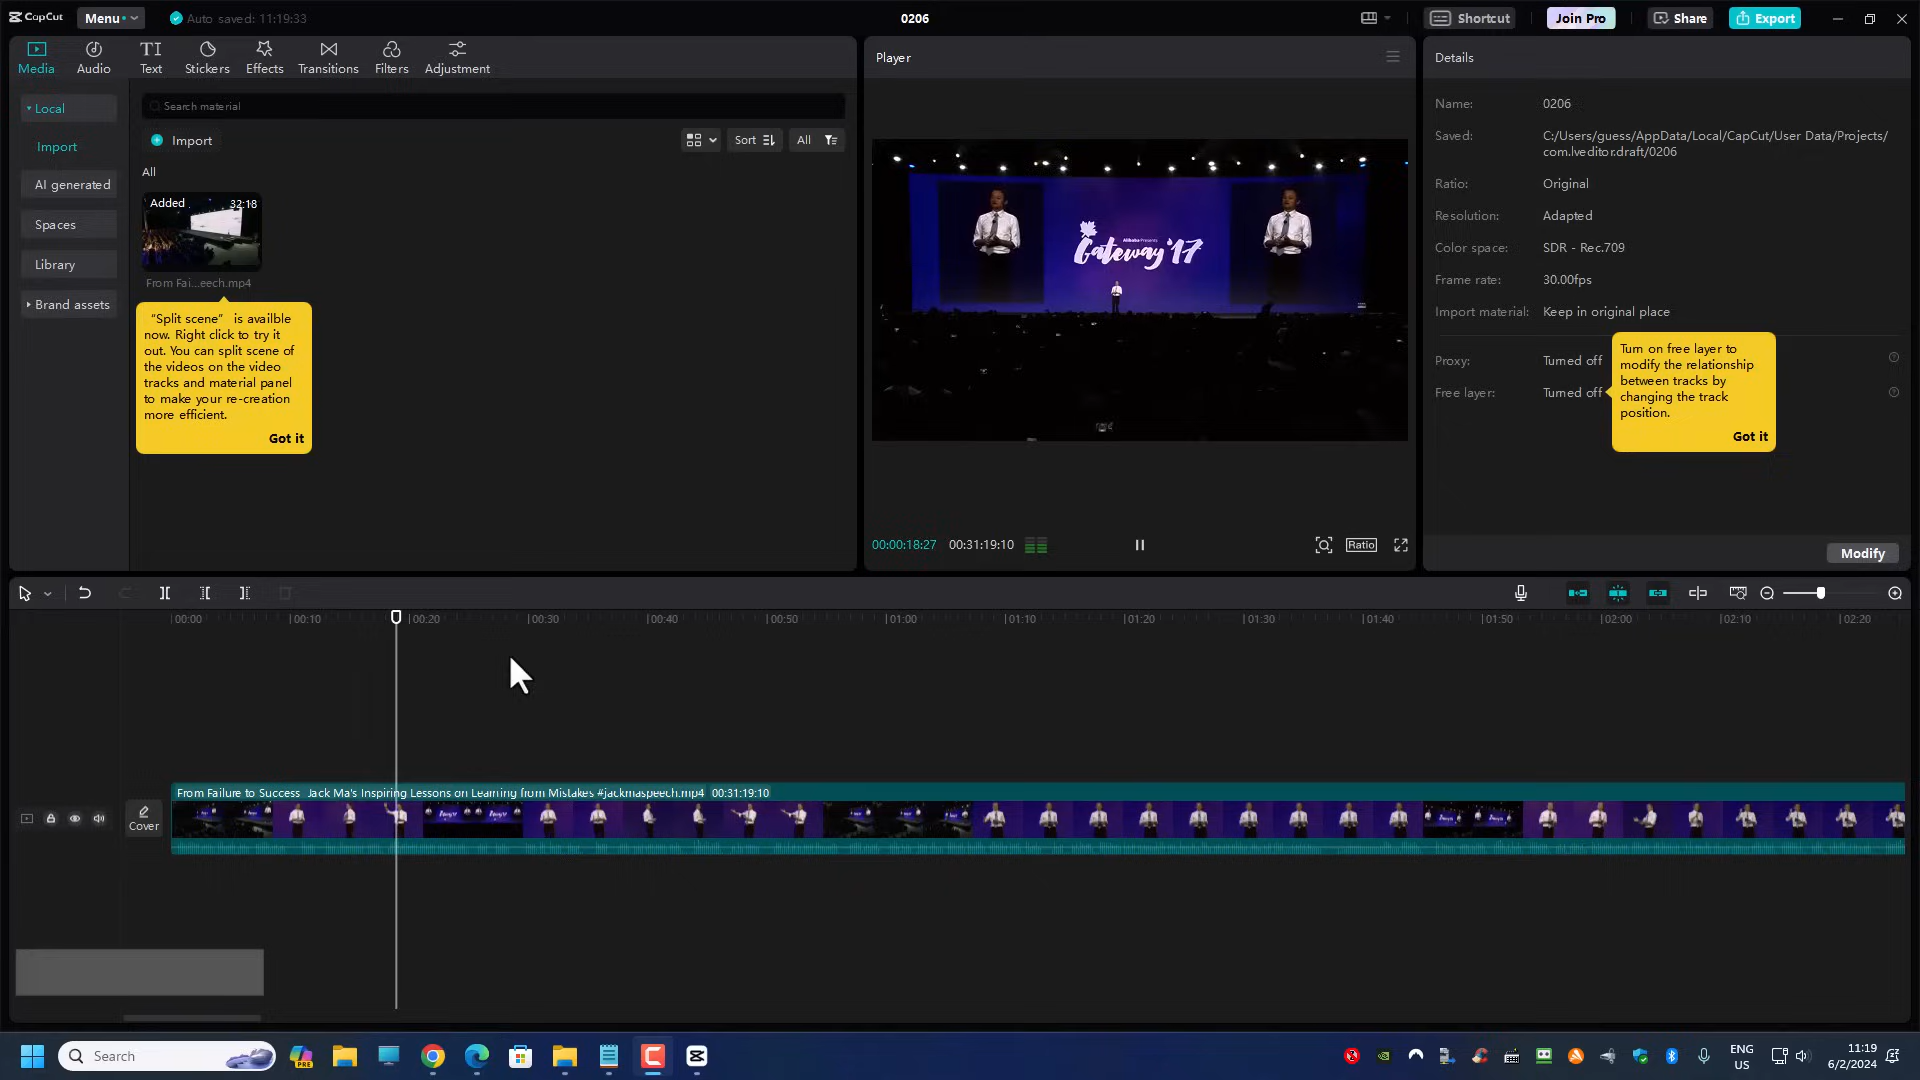 CapCut
Menu
Auto saved: 11:19:33
0206
Shortcut
Join Pro
Share
Export
Media
Audio
TI
Text
Stickers
Effects
Transitions
Filters
Adjustment
Player
Details
Local
Import
AI generated
Spaces
Library
Brand assets
Search material
Import
Sort
All
All
Added
32:18
From Fai...eech.mp4
“Split scene” is availble
now. Right click to try it
out. You can split scene of
the videos on the video
tracks and material panel
to make your re-creation
more efficient.
Got it
Alibaba Presents
Gateway '17
00:00:18:27
00:31:19:10
Ratio
Name:
0206
Saved:
C:/Users/guess/AppData/Local/CapCut/User Data/Projects/
com.lveditor.draft/0206
Ratio:
Original
Resolution:
Adapted
Color space:
SDR - Rec.709
Frame rate:
30.00fps
Import material:
Keep in original place
Proxy:
Turned off
Free layer:
Turned off
Turn on free layer to
modify the relationship
between tracks by
changing the track
position.
Got it
Modify
00:00
00:10
00:20
00:30
00:40
00:50
01:00
01:10
01:20
01:30
01:40
01:50
02:00
02:10
02:20
From Failure to Success Jack Ma's Inspiring Lessons on Learning from Mistakes #jackmaspeech.mp4 00:31:19:10
Cover
Search
PRE
ENG
US
11:19
6/2/2024